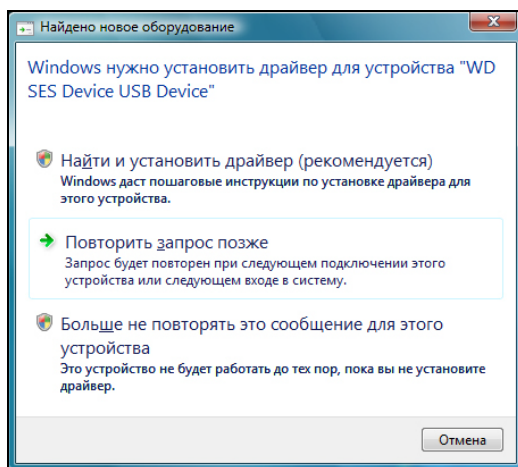 Найдено новое оборудование
Windows нужно установить драйвер для устройства "WD
SES Device USB Device"
Найти и установить драйвер (рекомендуется)
Windows даст пошаговые инструкции по установке драйвера для
этого устройства.
Повторить запрос позже
Запрос будет повторен при следующем подключении этого
устройства или следующем входе в систему.
Больше не повторять это сообщение для этого
устройства
Это устройство не будет работать до тех пор, пока вы не установите
драйвер.
Отмена